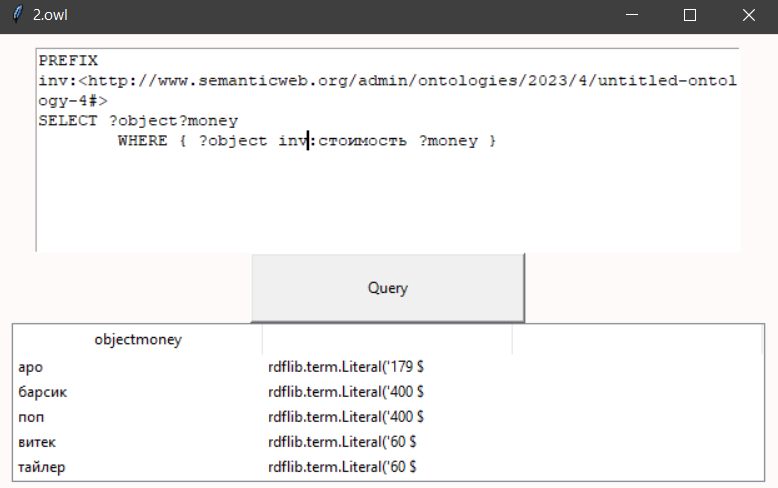 2.owl
PREFIX
inv:<http://www.semanticweb.org/admin/ontologies/2023/4/untitled-ontol
ogy-4#>
SELECT ?object?money
WHERE { ?object inv:стоимость ?money }
Query
objectmoney
аро rdflib.term.Literal('179 $
барсик rdflib.term.Literal('400 $
поп rdflib.term.Literal('400 $
витек rdflib.term.Literal('60 $
тайлер rdflib.term.Literal('60 $